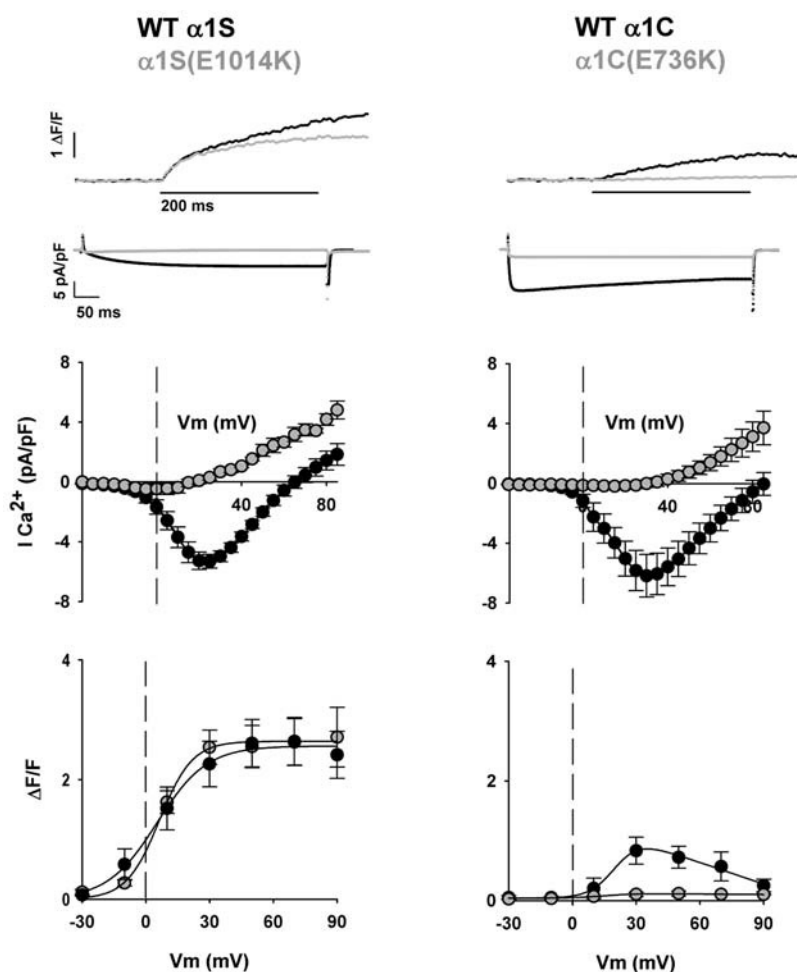 WT α1S
α1S(E1014K)
WT α1C
α1C(E736K)
1 ΔF/F
200 ms
5 pA/pF
50 ms
I Ca²⁺ (pA/pF)
8
4
0
-4
-8
Vm (mV)
40
80
8
4
0
-4
-8
Vm (mV)
40
ΔF/F
4
2
0
-30
0
30
60
90
Vm (mV)
4
2
0
-30
0
30
60
90
Vm (mV)